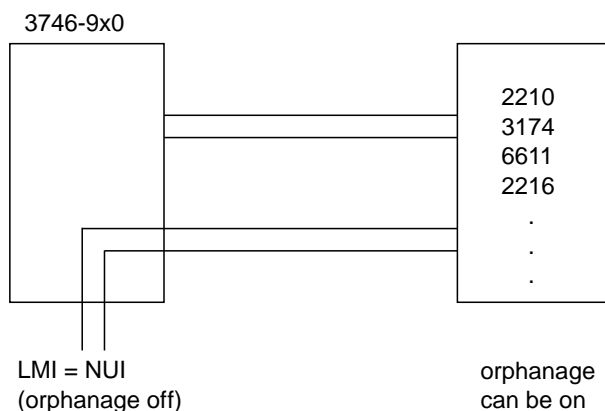 3746-9x0
2210
3174
6611
2216
.
.
.
LMI = NUI
(orphanage off)
orphanage
can be on